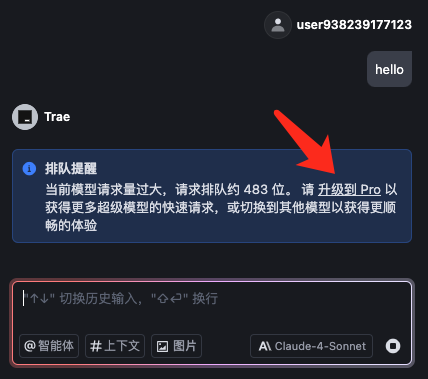 user938239177123
hello
Trae
排队提醒
当前模型请求量过大，请求排队约 483 位。 请 升级到 Pro 以
获得更多超级模型的快速请求，或切换到其他模型以获得更顺
畅的体验
"↑↓" 切换历史输入，"⇧⏎" 换行
@智能体 #上下文 图片 Claude-4-Sonnet